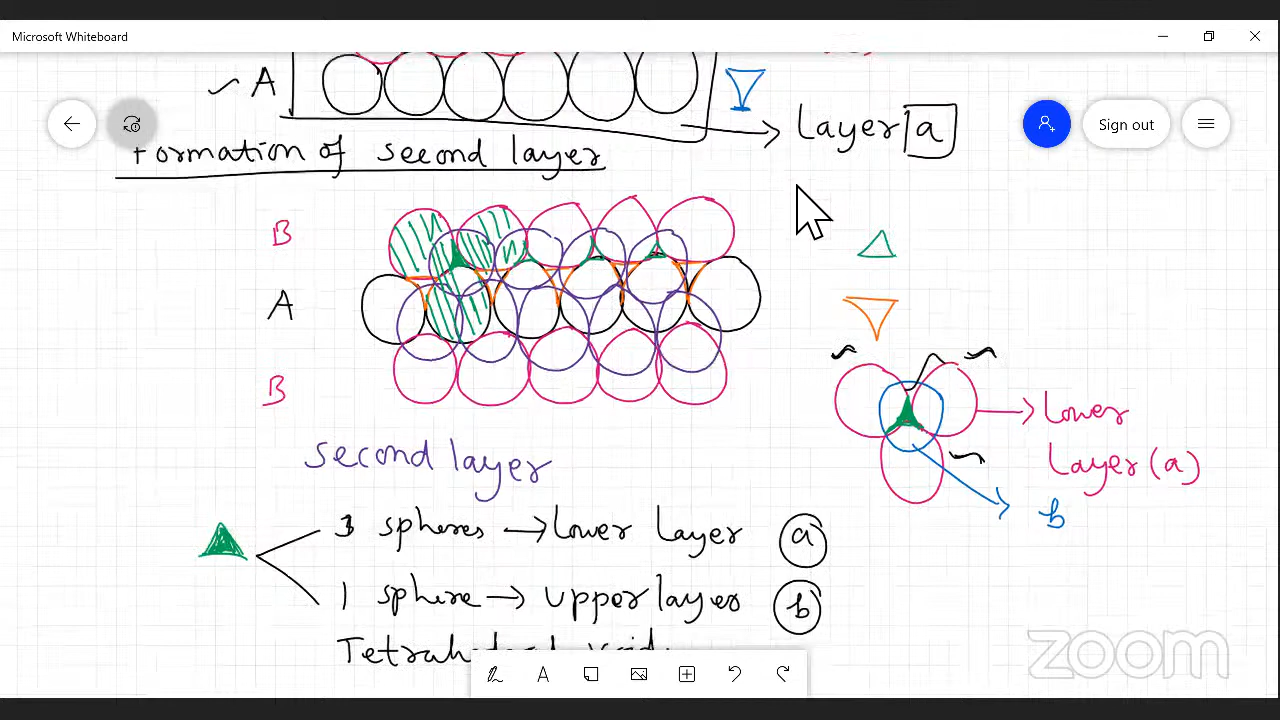 Microsoft Whiteboard
A
Layer a
Sign out
Formation of second layer
B
A
B
Lower
Layer (a)
b
second layer
3 spheres → Lower Layer a
1 sphere → upper layer b
zoom